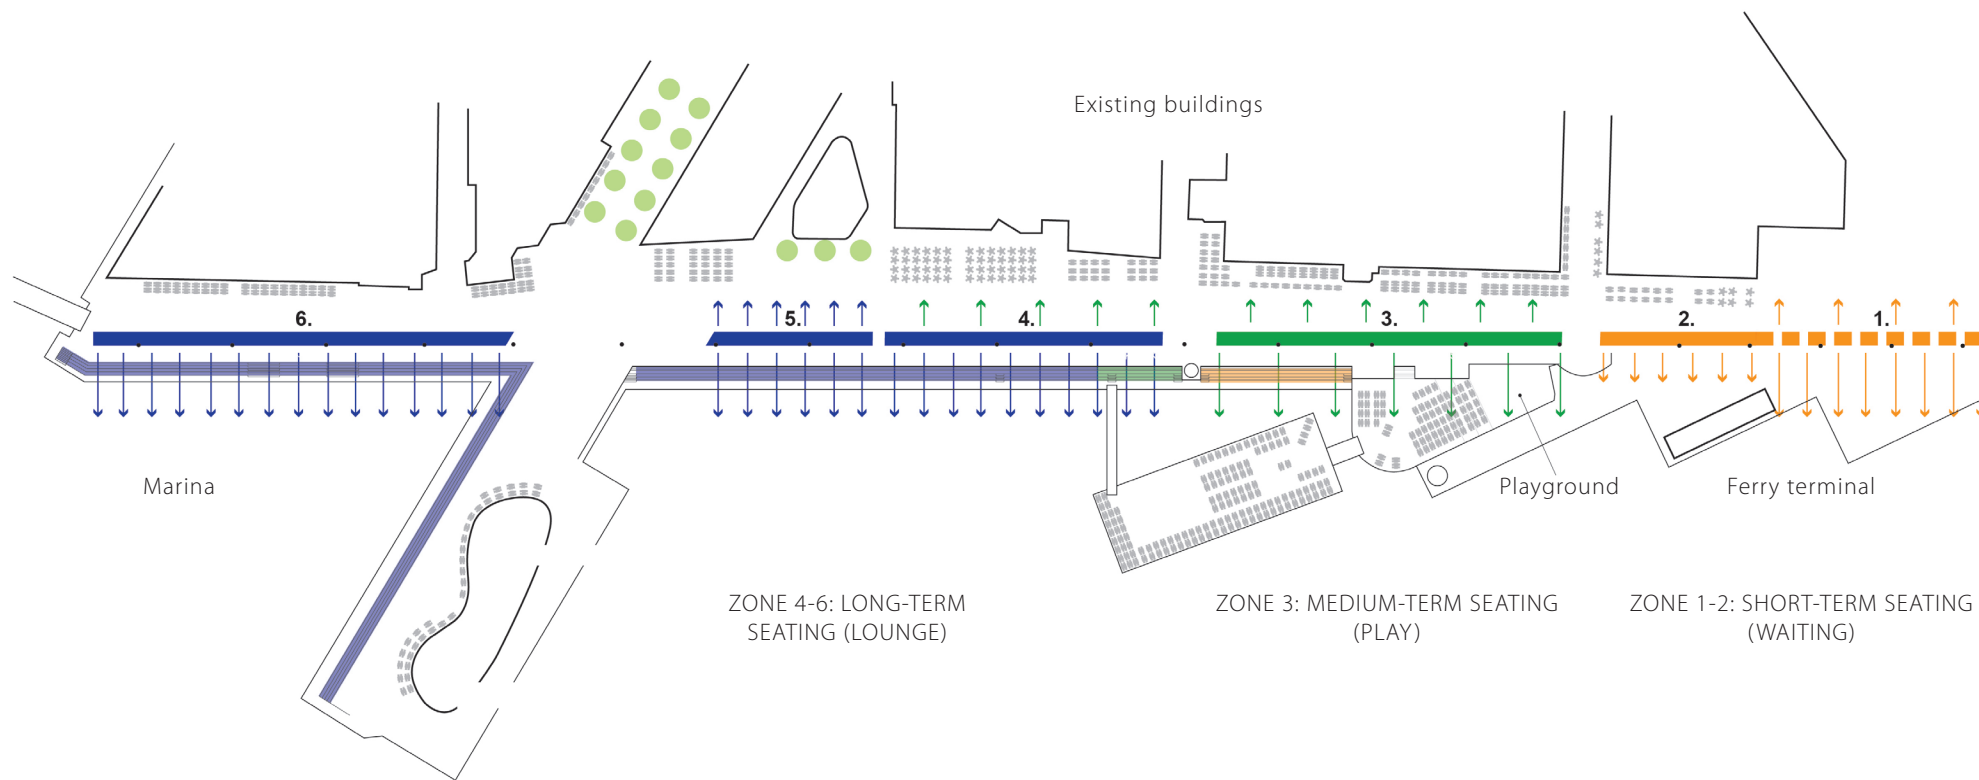 Existing buildings
6.
5.
4.
3.
2.
1.
Marina
Playground
Ferry terminal
ZONE 4-6: LONG-TERM
SEATING (LOUNGE)
ZONE 3: MEDIUM-TERM SEATING
(PLAY)
ZONE 1-2: SHORT-TERM SEATING
(WAITING)